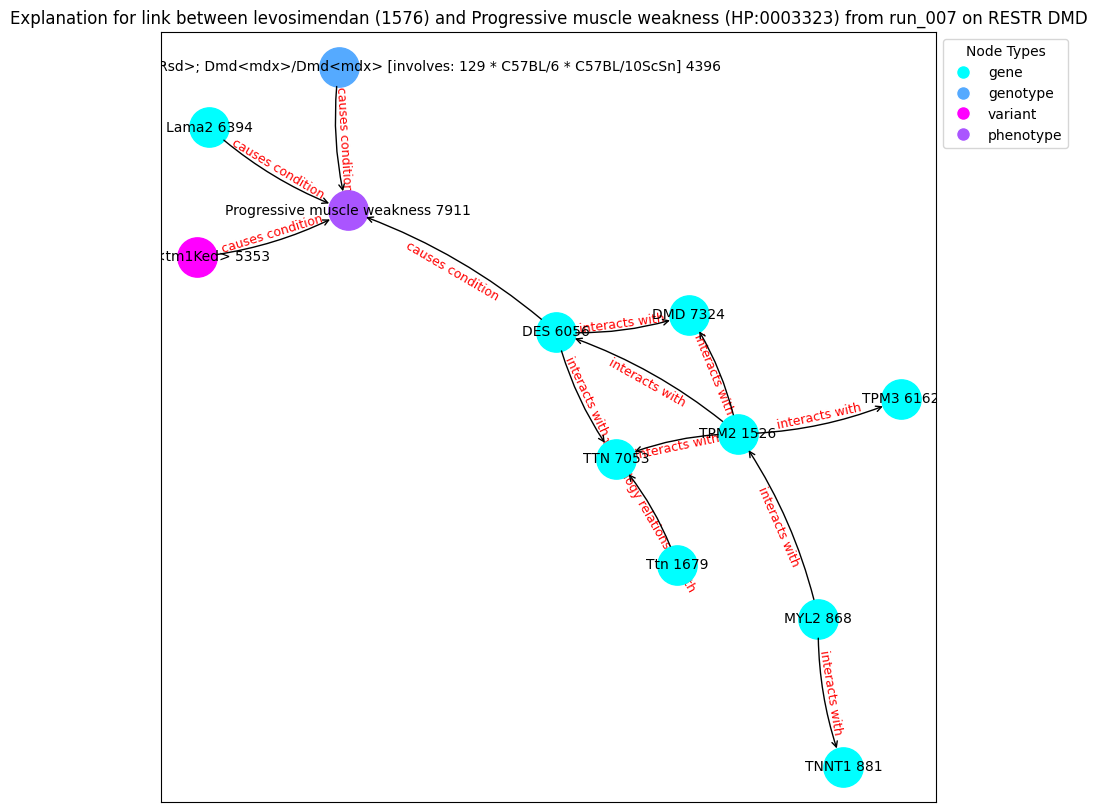 Explanation for link between levosimendan (1576) and Progressive muscle weakness (HP:0003323) from run_007 on RESTR DMD
Node Types
gene
genotype
variant
phenotype
Rsd>; Dmd<mdx>/Dmd<mdx> [involves: 129 * C57BL/6 * C57BL/10ScSn] 4396
causes condition
Lama2 6394
causes condition
Progressive muscle weakness 7911
causes condition
<tm1Ked> 5353
causes condition
DMD 7324
interacts with
DES 6056
interacts with
interacts with
interacts with
TPM3 6162
interacts with
TPM2 1526
interacts with
TTN 7053
ogy relations
interacts with
Ttn 1679
MYL2 868
interacts with
TNNT1 881